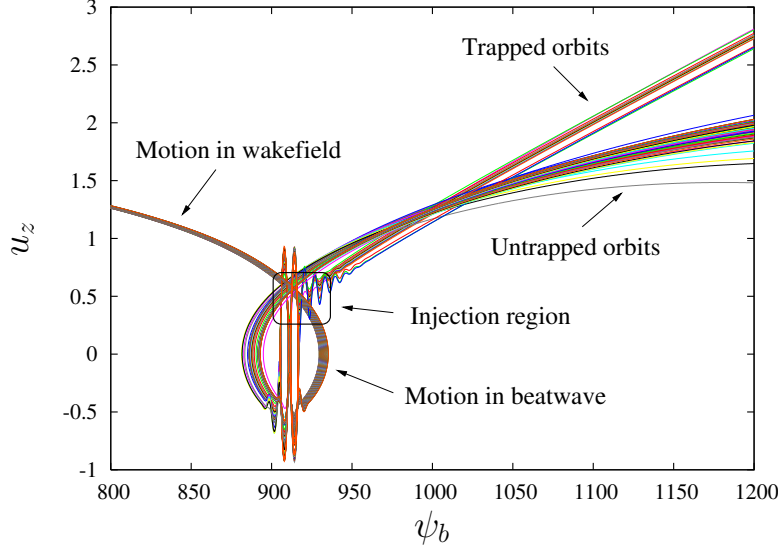 3
2.5
2
1.5
1
0.5
0
-0.5
-1
800
850
900
950
1000
1050
1100
1150
1200
u_z
ψ_b
Trapped orbits
Motion in wakefield
Untrapped orbits
Injection region
Motion in beatwave